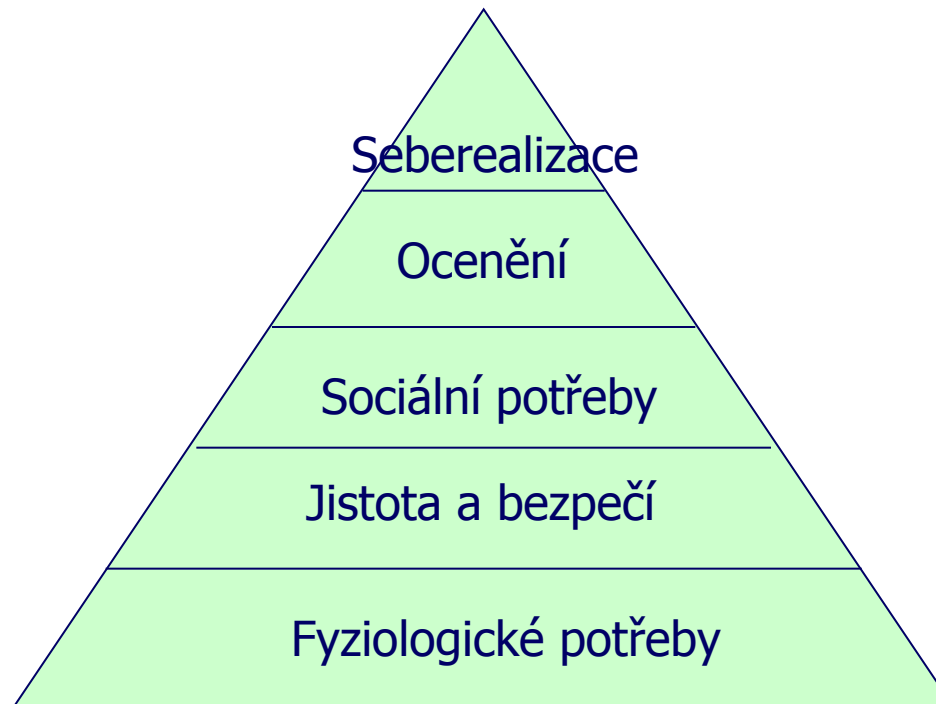 Seberealizace
Ocenění
Sociální potřeby
Jistota a bezpečí
Fyziologické potřeby